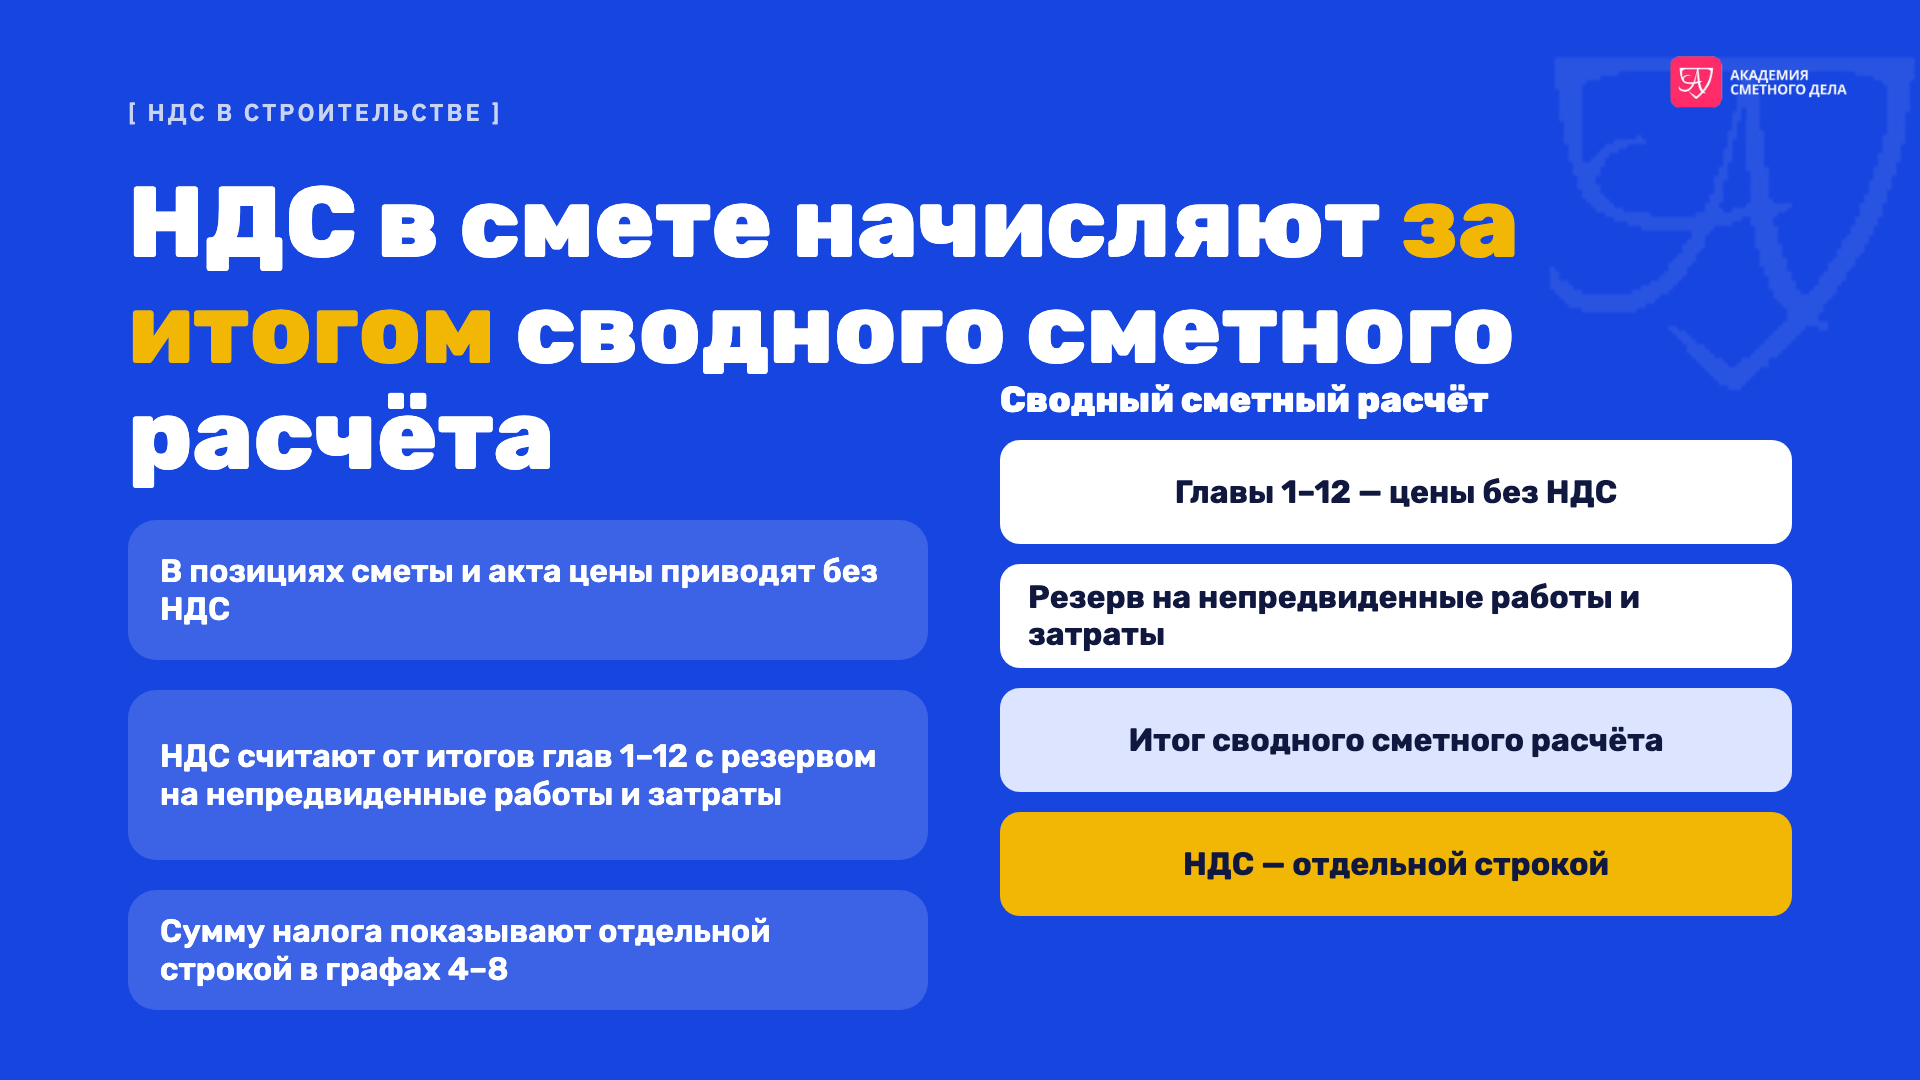 [ НДС В СТРОИТЕЛЬСТВЕ ]
АКАДЕМИЯ
СМЕТНОГО ДЕЛА
НДС в смете начисляют за
итогом сводного сметного
расчёта
В позициях сметы и акта цены приводят без
НДС
НДС считают от итогов глав 1–12 с резервом
на непредвиденные работы и затраты
Сумму налога показывают отдельной
строкой в графах 4–8
Сводный сметный расчёт
Главы 1–12 — цены без НДС
Резерв на непредвиденные работы и
затраты
Итог сводного сметного расчёта
НДС — отдельной строкой